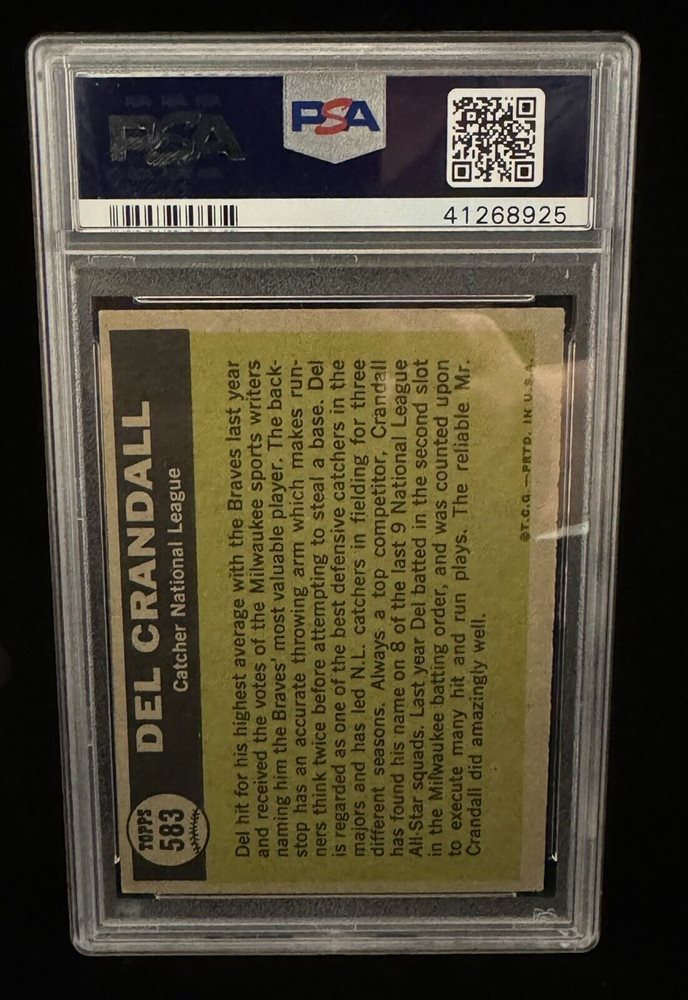 PSA
PSA
41268925
TOPPS
583
DEL CRANDALL
Catcher National League
Del hit for his highest average with the Braves last year
and received the votes of the Milwaukee sports writers
naming him the Braves' most valuable player. The back-
stop has an accurate throwing arm which makes run-
ners think twice before attempting to steal a base. Del
is regarded as one of the best defensive catchers in the
majors and has led N.L. catchers in fielding for three
different seasons. Always a top competitor, Crandall
has found his name on 8 of the last 9 National League
All-Star squads. Last year Del batted in the second slot
in the Milwaukee batting order, and was counted upon
to execute many hit and run plays. The reliable Mr.
Crandall did amazingly well.
©T.C.G.—PRTD. IN U.S.A.